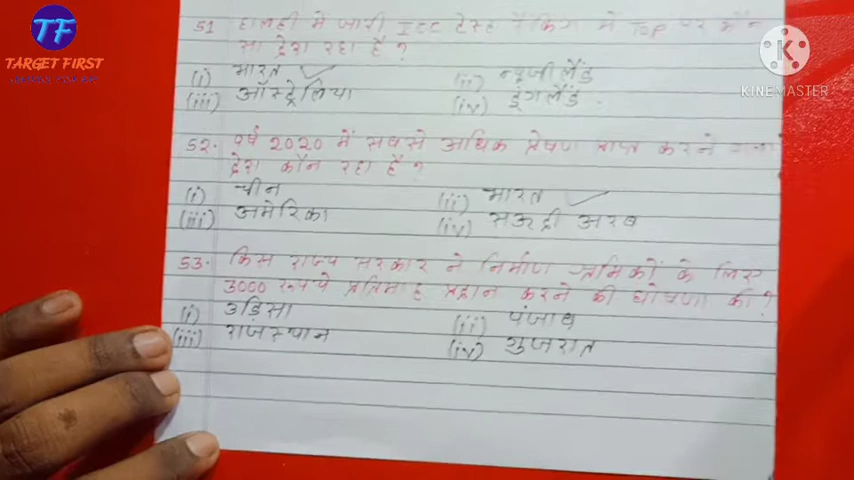 TF
TARGET FIRST
K
KINEMASTER
51 हालही में जारी ICC टेस्ट रैंकिंग में TOP पर कौन
सा देश रहा है ?
(i) भारत ✓ (ii) न्यूजीलैंड
(iii) ऑस्ट्रेलिया (iv) इंगलैंड .
52. वर्ष 2020 में सबसे अधिक प्रेषण प्राप्त करने वाला
देश कौन रहा है ?
(i) चीन (ii) भारत ✓
(iii) अमेरिका (iv) सऊदी अरब
53. किस राज्य सरकार ने निर्माण श्रमिकों के लिए
3000 रूपये प्रतिमाह प्रदान करने की घोषणा की ?
(i) उड़िसा (ii) पंजाब
(iii) राजस्थान (iv) गुजरात